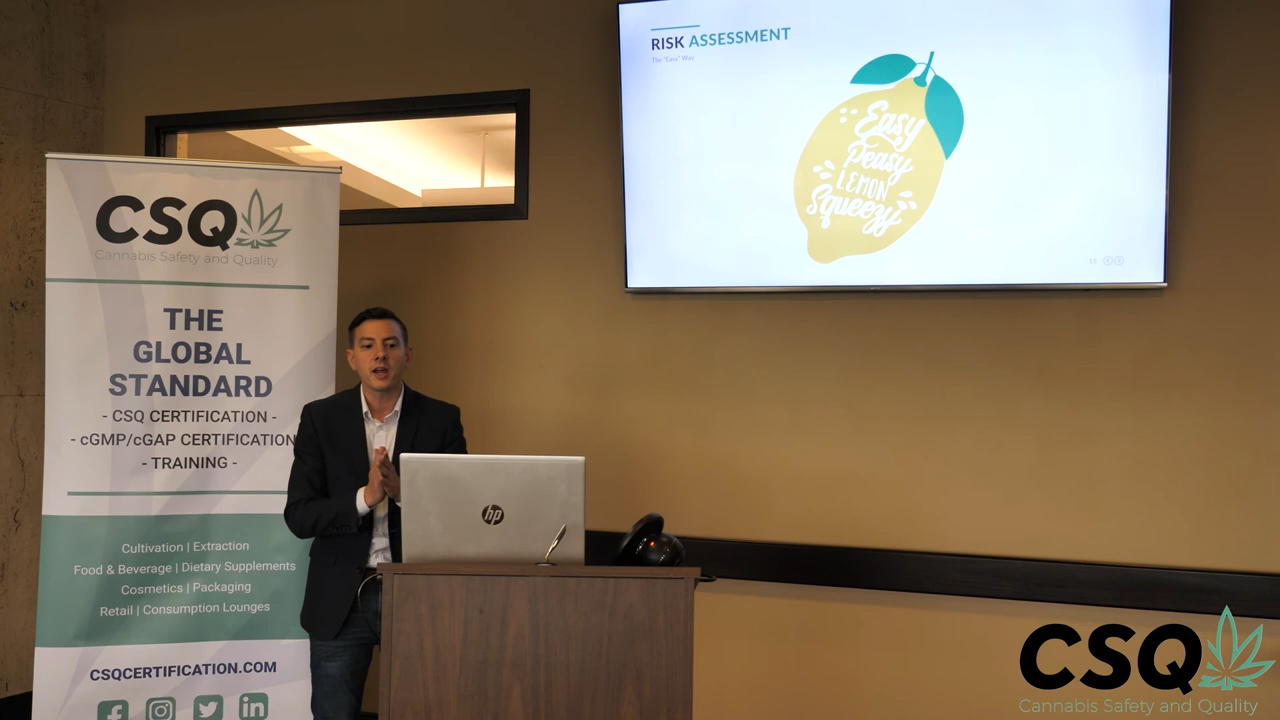 CSQ
Cannabis Safety and Quality
THE
GLOBAL
STANDARD
- CSQ CERTIFICATION -
- cGMP/cGAP CERTIFICATION
- TRAINING -
Cultivation | Extraction
Food & Beverage | Dietary Supplements
Cosmetics | Packaging
Retail | Consumption Lounges
CSQCERTIFICATION.COM
RISK ASSESSMENT
The "Easy" Way
Easy
Peasy
LEMON
Squeezy
hp
CSQ
Cannabis Safety and Quality